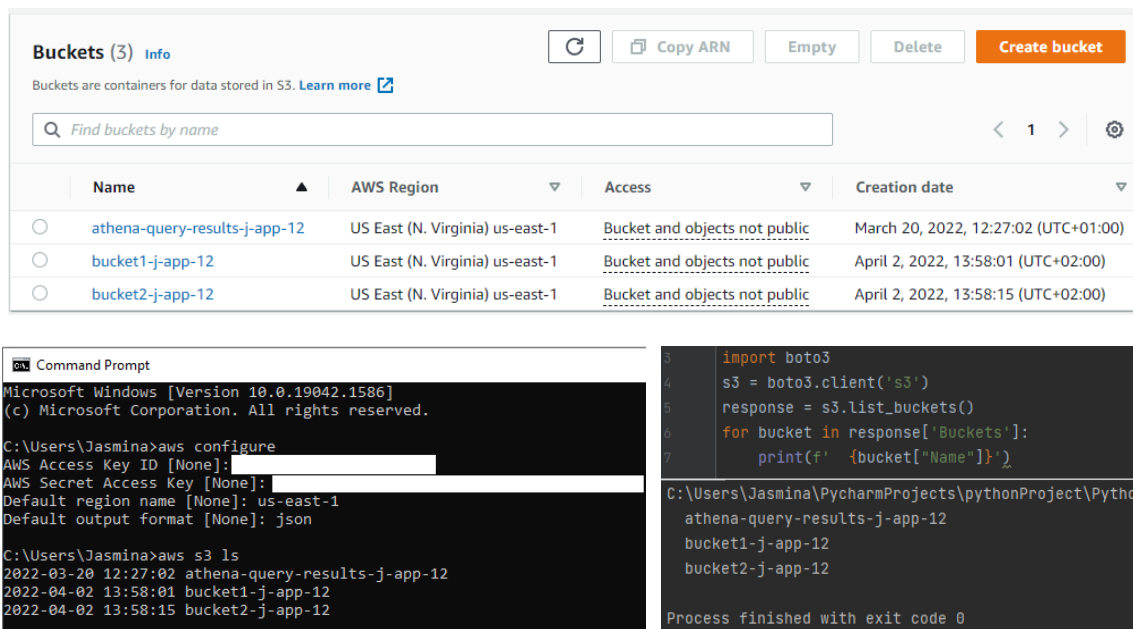 Buckets (3) Info
Copy ARN
Empty
Delete
Create bucket
Buckets are containers for data stored in S3. Learn more
Find buckets by name
1
Name AWS Region Access Creation date
athena-query-results-j-app-12 US East (N. Virginia) us-east-1 Bucket and objects not public March 20, 2022, 12:27:02 (UTC+01:00)
bucket1-j-app-12 US East (N. Virginia) us-east-1 Bucket and objects not public April 2, 2022, 13:58:01 (UTC+02:00)
bucket2-j-app-12 US East (N. Virginia) us-east-1 Bucket and objects not public April 2, 2022, 13:58:15 (UTC+02:00)
Command Prompt
Microsoft Windows [Version 10.0.19042.1586]
(c) Microsoft Corporation. All rights reserved.
C:\Users\Jasmina>aws configure
AWS Access Key ID [None]:
AWS Secret Access Key [None]:
Default region name [None]: us-east-1
Default output format [None]: json
C:\Users\Jasmina>aws s3 ls
2022-03-20 12:27:02 athena-query-results-j-app-12
2022-04-02 13:58:01 bucket1-j-app-12
2022-04-02 13:58:15 bucket2-j-app-12
3 import boto3
4 s3 = boto3.client('s3')
5 response = s3.list_buckets()
6 for bucket in response['Buckets']:
7 print(f'  {bucket["Name"]}')
C:\Users\Jasmina\PycharmProjects\pythonProject\Pytho
athena-query-results-j-app-12
bucket1-j-app-12
bucket2-j-app-12
Process finished with exit code 0